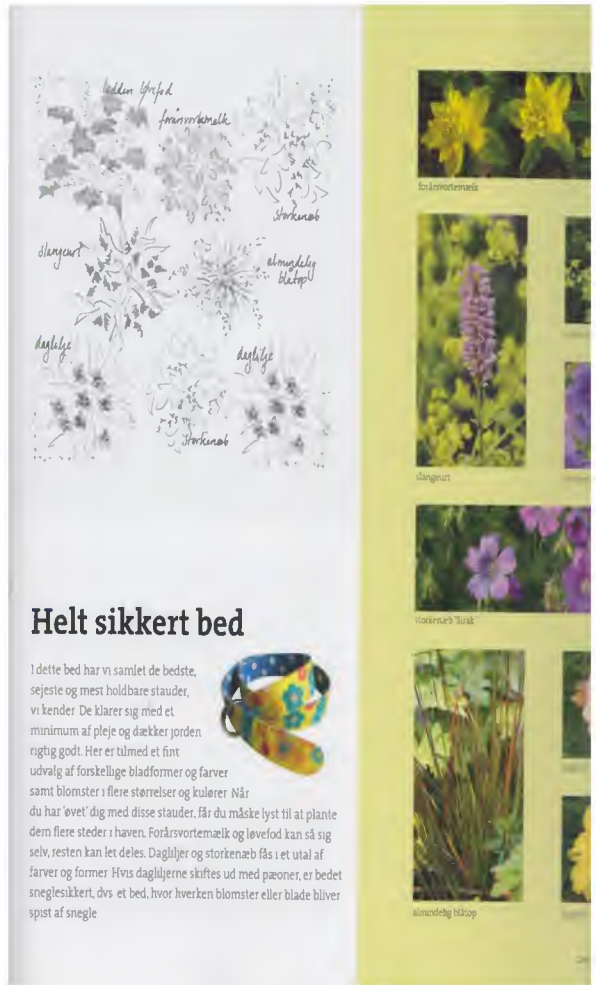 lodden løvefod
forårsvortemælk
storkenæb
slangeurt
almindelig
blåtop
daglilje
daglilje
storkenæb
Helt sikkert bed
I dette bed har vi samlet de bedste,
sejeste og mest holdbare stauder,
vi kender De klarer sig med et
minimum af pleje og dækker jorden
rigtig godt. Her er tilmed et fint
udvalg af forskellige bladformer og farver
samt blomster i flere størrelser og kulører Når
du har 'øvet' dig med disse stauder, får du måske lyst til at plante
dem flere steder i haven. Forårsvortemælk og løvefod kan så sig
selv, resten kan let deles. Dagliljer og storkenæb fås i et utal af
farver og former Hvis dagliljerne skiftes ud med pæoner, er bedet
sneglesikkert, dvs et bed, hvor hverken blomster eller blade bliver
spist af snegle
forårsvortemælk
slangeurt
storkenæb 'Sirak'
almindelig blåtop